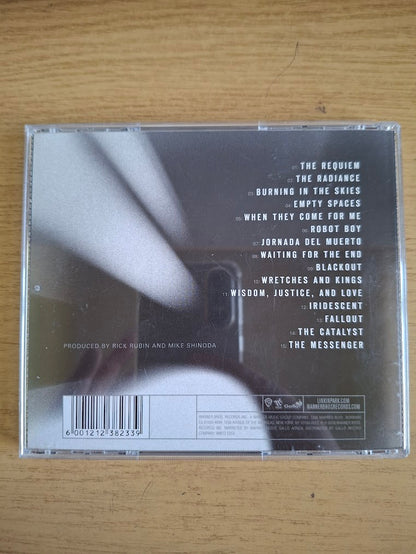 01 THE REQUIEM
02 THE RADIANCE
03 BURNING IN THE SKIES
04 EMPTY SPACES
05 WHEN THEY COME FOR ME
06 ROBOT BOY
07 JORNADA DEL MUERTO
08 WAITING FOR THE END
09 BLACKOUT
10 WRETCHES AND KINGS
11 WISDOM, JUSTICE, AND LOVE
12 IRIDESCENT
13 FALLOUT
14 THE CATALYST
15 THE MESSENGER
PRODUCED BY RICK RUBIN AND MIKE SHINODA
LINKINPARK.COM
WARNERBROSRECORDS.COM
6 001212 382339